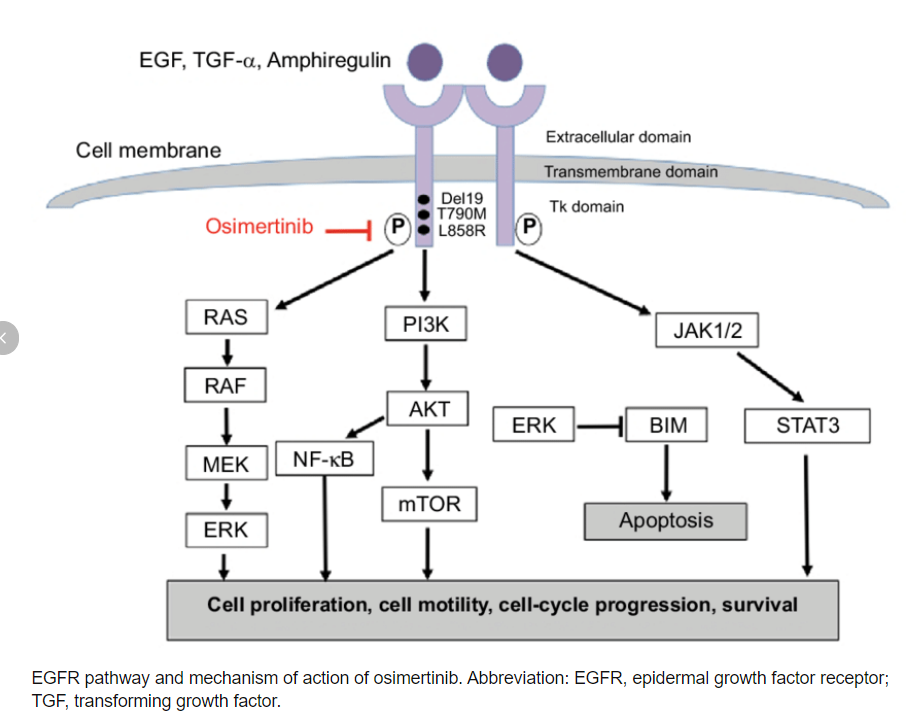 EGF, TGF-α, Amphiregulin
Extracellular domain
Cell membrane
Transmembrane domain
Del19
T790M
L858R
Tk domain
Osimertinib
P
P
RAS
PI3K
JAK1/2
RAF
AKT
ERK
BIM
STAT3
MEK
NF-κB
mTOR
Apoptosis
ERK
Cell proliferation, cell motility, cell-cycle progression, survival
EGFR pathway and mechanism of action of osimertinib. Abbreviation: EGFR, epidermal growth factor receptor;
TGF, transforming growth factor.